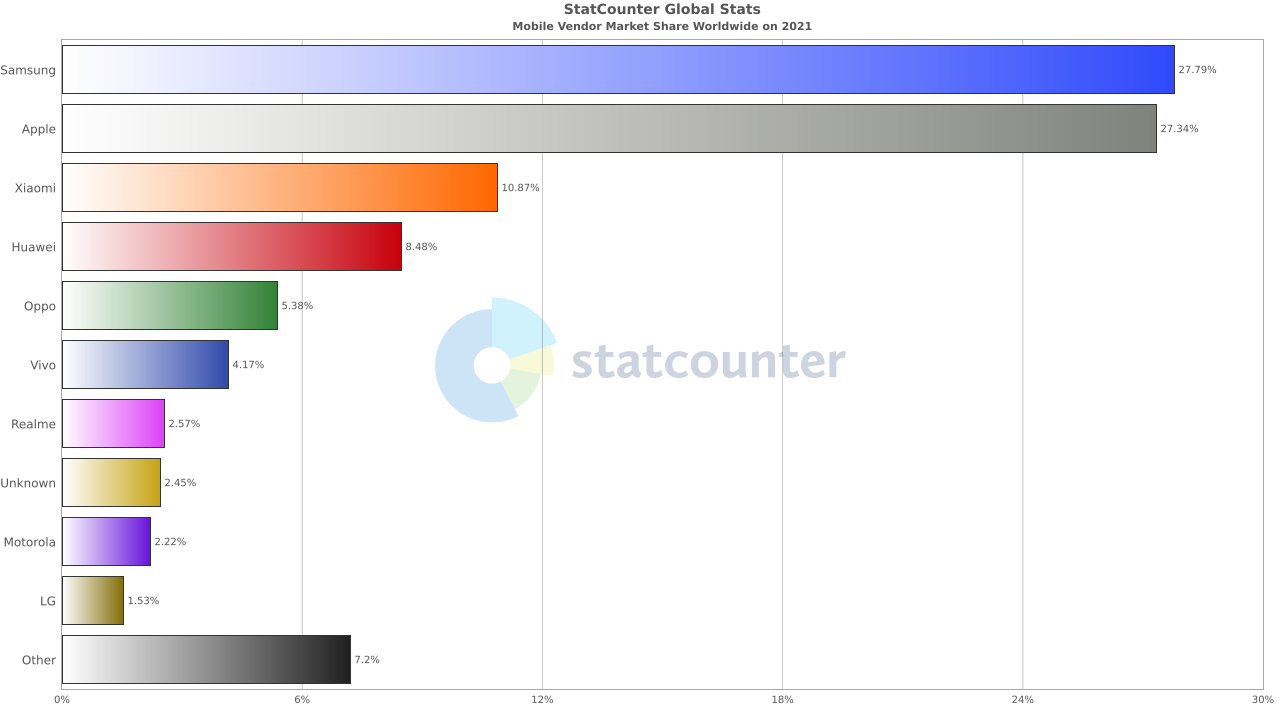 StatCounter Global Stats
Mobile Vendor Market Share Worldwide on 2021
Samsung 27.79%
Apple 27.34%
Xiaomi 10.87%
Huawei 8.48%
Oppo 5.38%
Vivo 4.17%
statcounter
Realme 2.57%
Unknown 2.45%
Motorola 2.22%
LG 1.53%
Other 7.2%
0% 6% 12% 18% 24% 30%